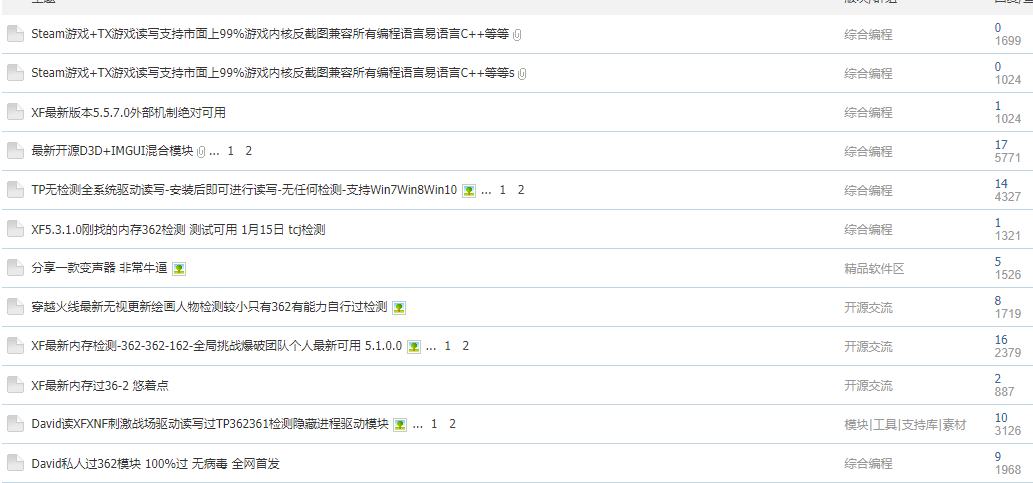 Steam游戏+TX游戏读写支持市面上99%游戏内核反截图兼容所有编程语言易语言C++等等 综合编程 0
1699
Steam游戏+TX游戏读写支持市面上99%游戏内核反截图兼容所有编程语言易语言C++等等s 综合编程 0
1024
XF最新版本5.5.7.0外部机制绝对可用 综合编程 1
1024
最新开源D3D+IMGUI混合模块 ... 1 2 综合编程 17
5771
TP无检测全系统驱动读写-安装后即可进行读写-无任何检测-支持Win7Win8Win10 ... 1 2 综合编程 14
4327
XF5.3.1.0刚找的内存362检测 测试可用 1月15日 tcj检测 综合编程 1
1321
分享一款变声器 非常牛逼 精品软件区 5
1526
穿越火线最新无视更新绘画人物检测较小只有362有能力自行过检测 开源交流 8
1719
XF最新内存检测-362-362-162-全局挑战爆破团队个人最新可用 5.1.0.0 ... 1 2 开源交流 16
2379
XF最新内存过36-2 悠着点 开源交流 2
887
David读XFXNF刺激战场驱动读写过TP362361检测隐藏进程驱动模块 ... 1 2 模块|工具|支持库|素材 10
3126
David私人过362模块 100%过 无病毒 全网首发 综合编程 9
1968